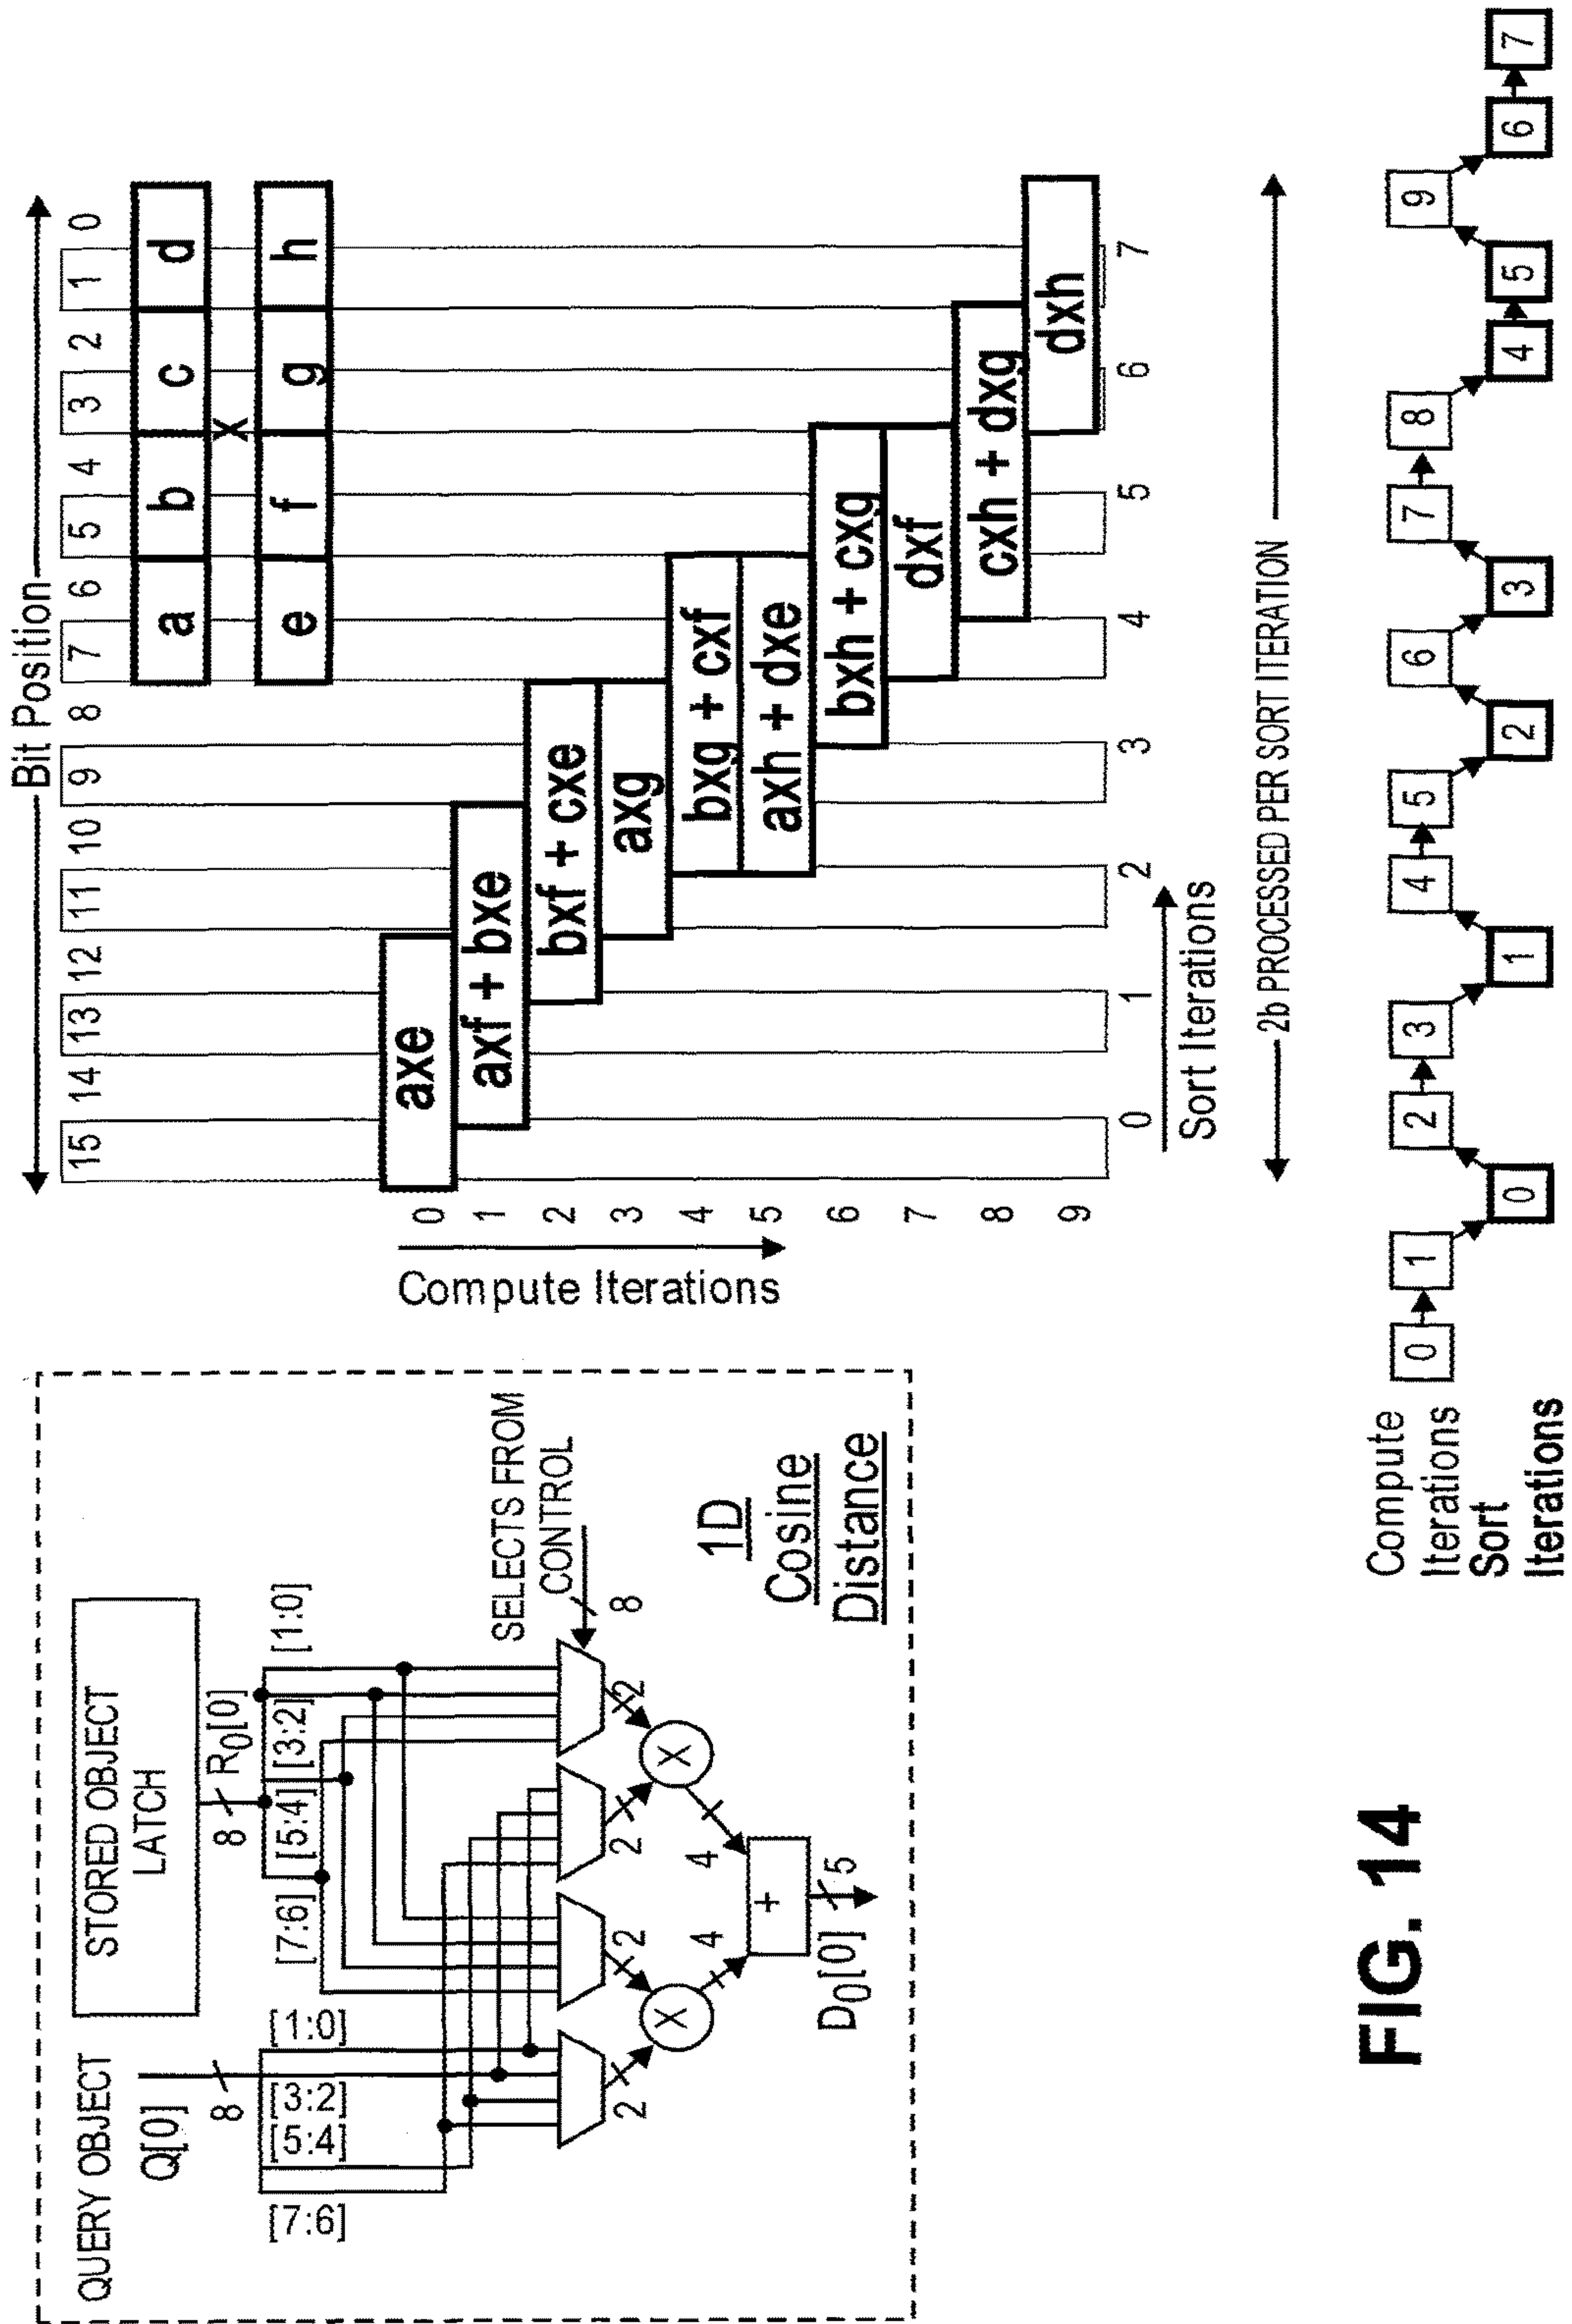 QUERY OBJECT
Q[0]
8
[7:6]
[5:4]
[3:2]
[1:0]
STORED OBJECT
LATCH
8
R0[0]
[7:6]
[5:4]
[3:2]
[1:0]
SELECTS FROM
CONTROL
8
2
2
2
2
X
X
4
4
+
D0[0]
5
1D
Cosine
Distance
Bit Position
15 14 13 12 11 10 9 8 7 6 5 4 3 2 1 0
a b c d
x
e f g h
Compute Iterations
0 axe
1 axf + bxe
2 bxf + cxe
3 axg
4 bxg + cxf
5 axh + dxe
6 bxh + cxg
7 dxf
8 cxh + dxg
9 dxh
0 1 2 3 4 5 6 7
Sort Iterations
2b PROCESSED PER SORT ITERATION
Compute
Iterations
0 1 2 3 4 5 6 7 8 9
Sort
Iterations
0 1 2 3 4 5 6 7
FIG. 14